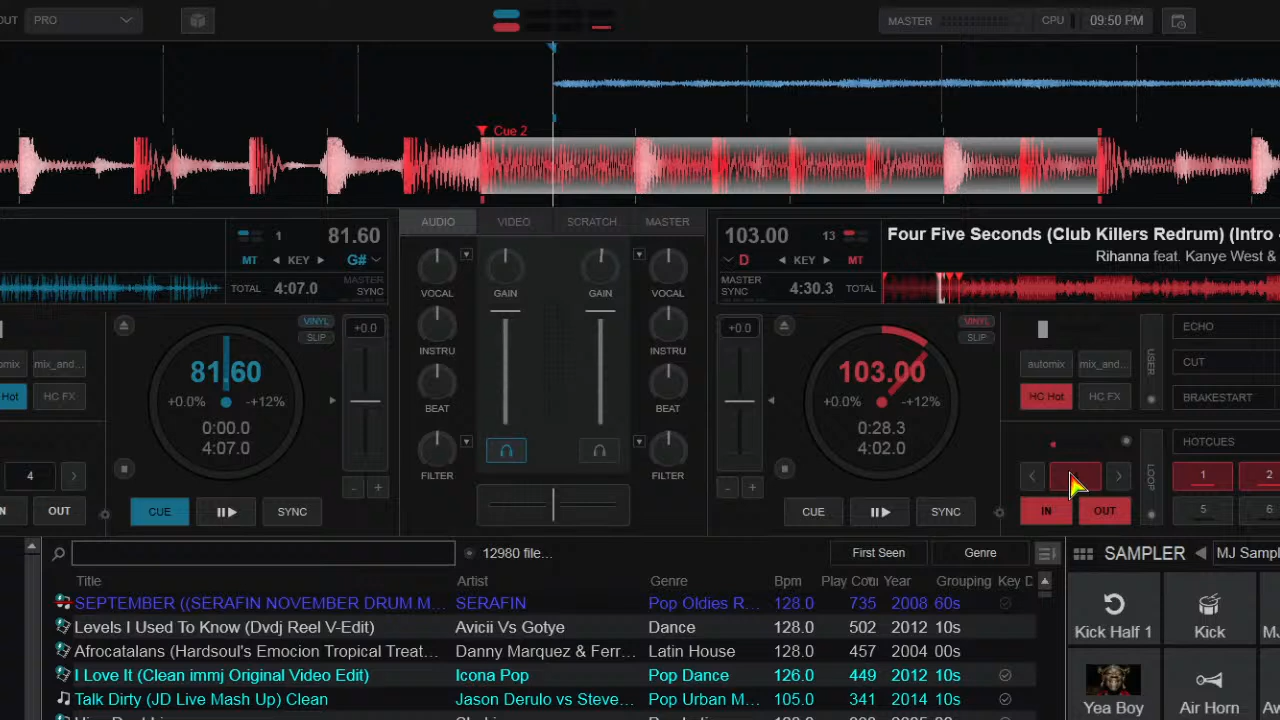 OUT PRO MASTER CPU 09:50 PM
Cue 2
1 81.60
MT KEY G#
TOTAL 4:07.0 MASTER SYNC
AUDIO VIDEO SCRATCH MASTER
VOCAL GAIN GAIN VOCAL
INSTRU INSTRU
BEAT BEAT
FILTER FILTER
103.00 13
D KEY MT
MASTER SYNC 4:30.3 TOTAL
Four Five Seconds (Club Killers Redrum) (Intro
Rihanna feat. Kanye West &
mix mix_and...
Hot HC FX
VINYL
SLIP
+0.0
81.60
+0.0% -+12%
0:00.0
4:07.0
4
N OUT
CUE SYNC
- +
+0.0
VINYL
SLIP
103.00
+0.0% -+12%
0:28.3
4:02.0
- +
CUE SYNC
automix mix_and...
HC Hot HC FX
USER
ECHO
CUT
BRAKESTART
LOOP
IN OUT
HOTCUES
1 2
5 6
12980 file... First Seen Genre
Title Artist Genre Bpm Play Cou Year Grouping Key D
SEPTEMBER ((SERAFIN NOVEMBER DRUM M... SERAFIN Pop Oldies R... 128.0 735 2008 60s
Levels I Used To Know (Dvdj Reel V-Edit) Avicii Vs Gotye Dance 128.0 502 2012 10s
Afrocatalans (Hardsoul's Emocion Tropical Treat... Danny Marquez & Ferr... Latin House 128.0 457 2004 00s
I Love It (Clean immj Original Video Edit) Icona Pop Pop Dance 126.0 449 2012 10s
Talk Dirty (JD Live Mash Up) Clean Jason Derulo vs Steve... Pop Urban M... 105.0 341 2014 10s
SAMPLER MJ Sampl
Kick Half 1 Kick
Yea Boy Air Horn